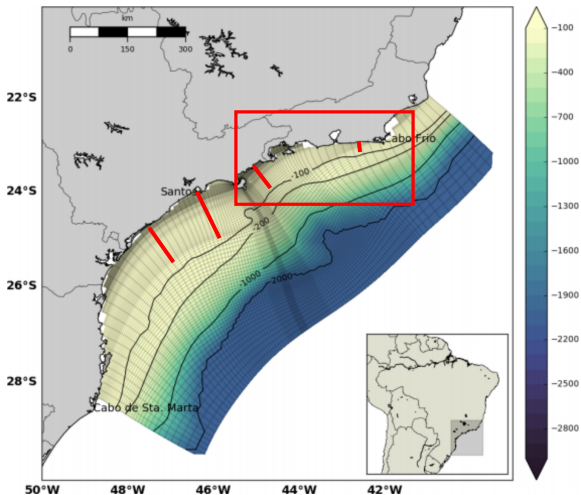 km
0 150 300
22°S
24°S
26°S
28°S
50°W 48°W 46°W 44°W 42°W
Cabo Frio
Santos
Cabo de Sta. Marta
-100
-200
-1000
-2000
-100
-400
-700
-1000
-1300
-1600
-1900
-2200
-2500
-2800